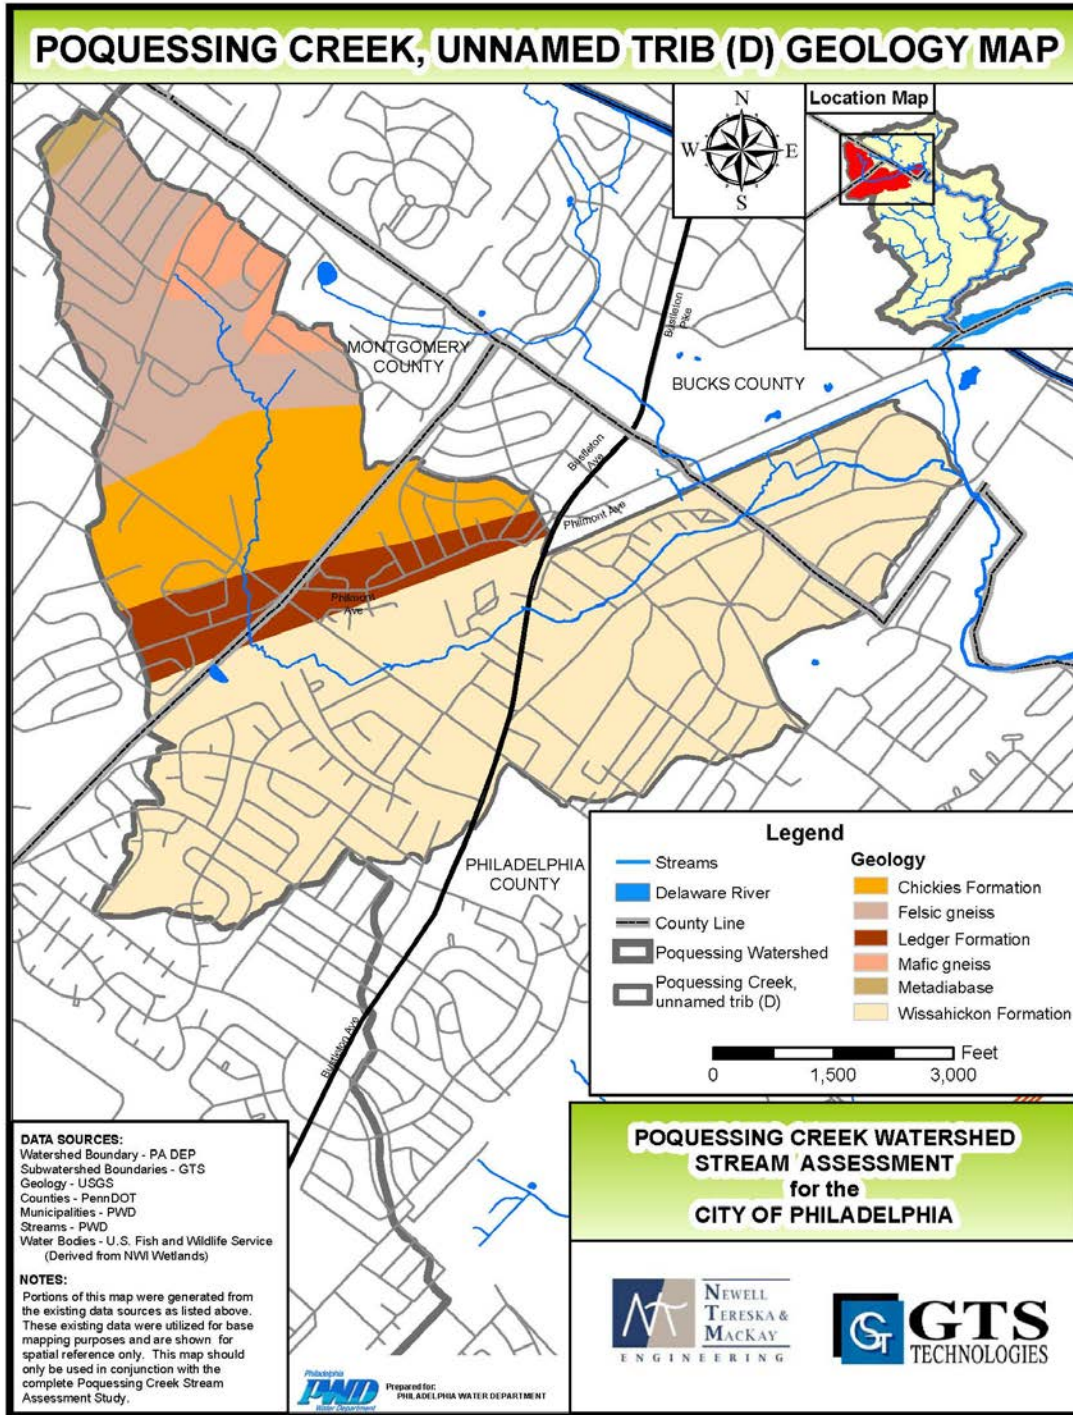 POQUESSING CREEK, UNNAMED TRIB (D) GEOLOGY MAP
N
W
E
S
Location Map
Bustleton
Pike
MONTGOMERY
COUNTY
BUCKS COUNTY
Bustleton
Ave
Philmont Ave
Philmont
Ave
PHILADELPHIA
COUNTY
Bustleton Ave
Legend
Streams
Delaware River
County Line
Poquessing Watershed
Poquessing Creek,
unnamed trib (D)
Geology
Chickies Formation
Felsic gneiss
Ledger Formation
Mafic gneiss
Metadiabase
Wissahickon Formation
Feet
0 1,500 3,000
DATA SOURCES:
Watershed Boundary - PA DEP
Subwatershed Boundaries - GTS
Geology - USGS
Counties - PennDOT
Municipalities - PWD
Streams - PWD
Water Bodies - U.S. Fish and Wildlife Service
(Derived from NWI Wetlands)
NOTES:
Portions of this map were generated from
the existing data sources as listed above.
These existing data were utilized for base
mapping purposes and are shown for
spatial reference only. This map should
only be used in conjunction with the
complete Poquessing Creek Stream
Assessment Study.
Philadelphia
PWD
Water Department
Prepared for:
PHILADELPHIA WATER DEPARTMENT
POQUESSING CREEK WATERSHED
STREAM ASSESSMENT
for the
CITY OF PHILADELPHIA
NEWELL
TERESKA &
MACKAY
ENGINEERING
GTS
GTS
TECHNOLOGIES